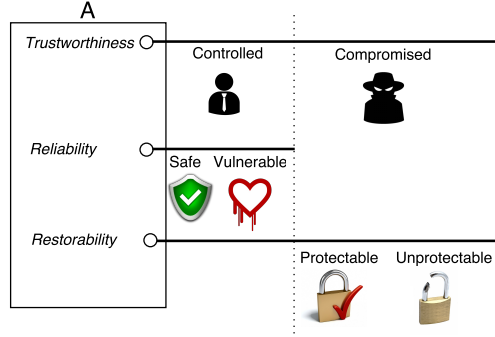 A
Trustworthiness
Controlled
Compromised
Reliability
Safe
Vulnerable
Restorability
Protectable
Unprotectable